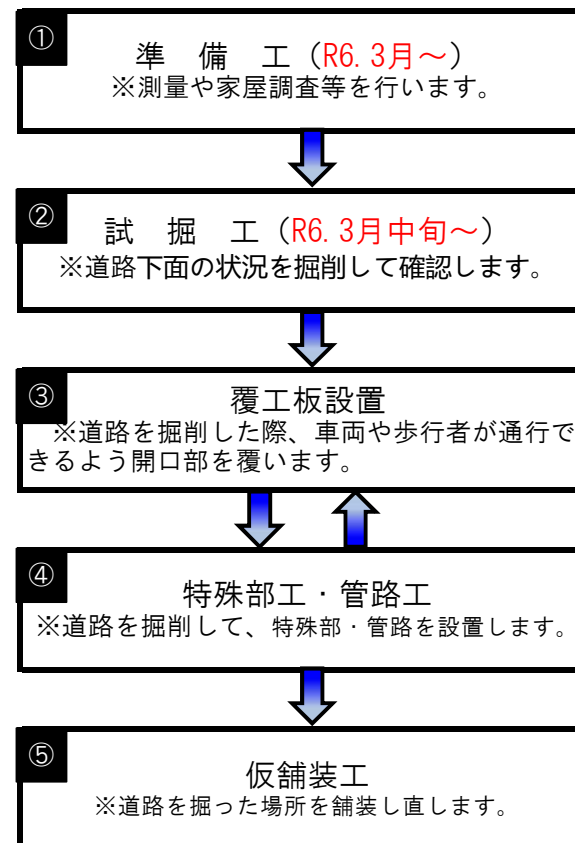 ①
準　備　工（R6.3月～）
※測量や家屋調査等を行います。
②
試　掘　工（R6.3月中旬～）
※道路下面の状況を掘削して確認します。
③
覆工板設置
※道路を掘削した際、車両や歩行者が通行で
きるよう開口部を覆います。
④
特殊部工・管路工
※道路を掘削して、特殊部・管路を設置します。
⑤
仮舗装工
※道路を掘った場所を舗装し直します。